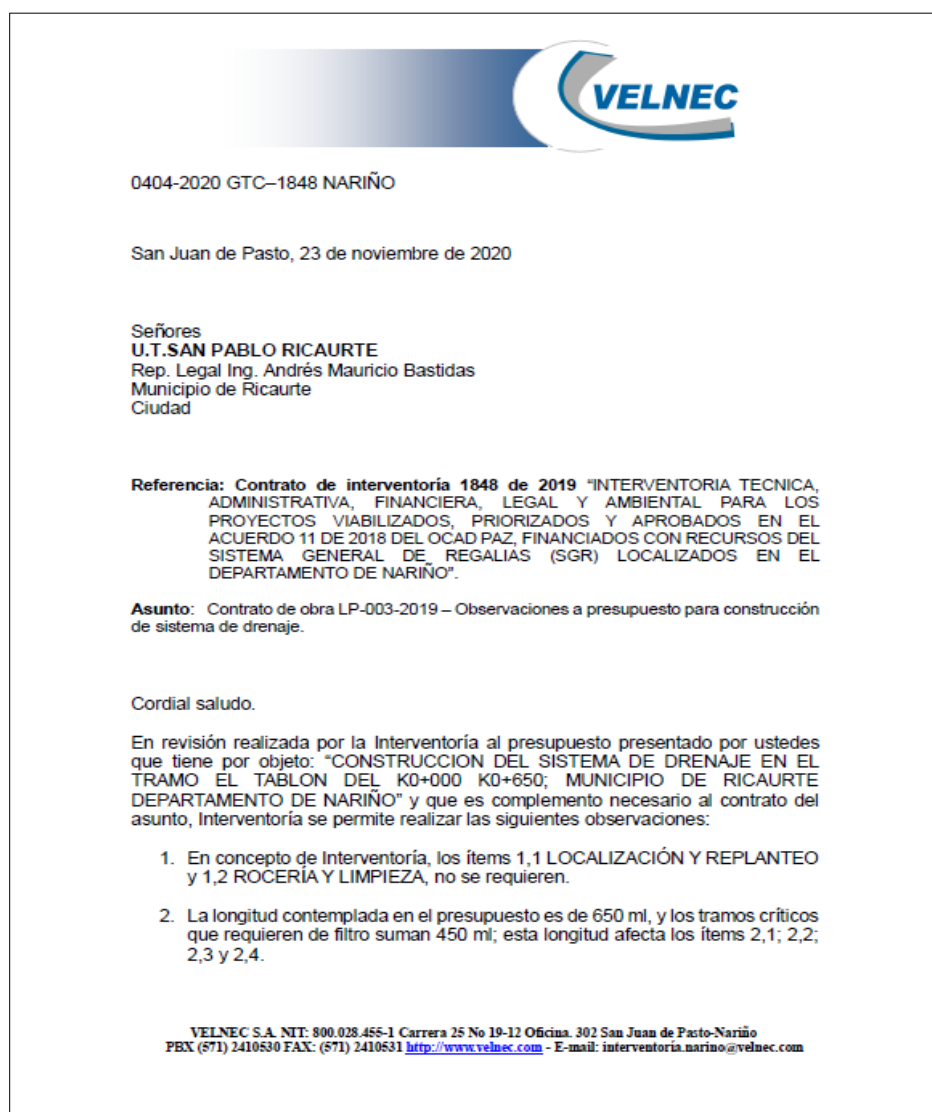 VELNEC
0404-2020 GTC–1848 NARIÑO
San Juan de Pasto, 23 de noviembre de 2020
Señores
U.T.SAN PABLO RICAURTE
Rep. Legal Ing. Andrés Mauricio Bastidas
Municipio de Ricaurte
Ciudad
Referencia: Contrato de interventoría 1848 de 2019 “INTERVENTORIA TECNICA,
ADMINISTRATIVA, FINANCIERA, LEGAL Y AMBIENTAL PARA LOS
PROYECTOS VIABILIZADOS, PRIORIZADOS Y APROBADOS EN EL
ACUERDO 11 DE 2018 DEL OCAD PAZ, FINANCIADOS CON RECURSOS DEL
SISTEMA GENERAL DE REGALIAS (SGR) LOCALIZADOS EN EL
DEPARTAMENTO DE NARIÑO”.
Asunto: Contrato de obra LP-003-2019 – Observaciones a presupuesto para construcción
de sistema de drenaje.
Cordial saludo.
En revisión realizada por la Interventoría al presupuesto presentado por ustedes
que tiene por objeto: “CONSTRUCCION DEL SISTEMA DE DRENAJE EN EL
TRAMO EL TABLON DEL K0+000 K0+650; MUNICIPIO DE RICAURTE
DEPARTAMENTO DE NARIÑO” y que es complemento necesario al contrato del
asunto, Interventoría se permite realizar las siguientes observaciones:
1. En concepto de Interventoría, los ítems 1,1 LOCALIZACIÓN Y REPLANTEO
y 1,2 ROCERÍA Y LIMPIEZA, no se requieren.
2. La longitud contemplada en el presupuesto es de 650 ml, y los tramos críticos
que requieren de filtro suman 450 ml; esta longitud afecta los ítems 2,1; 2,2;
2,3 y 2,4.
VELNEC S.A. NIT: 800.028.455-1 Carrera 25 No 19-12 Oficina. 302 San Juan de Pasto-Nariño
PBX (571) 2410530 FAX: (571) 2410531 http://www.velnec.com - E-mail: interventoría.narino@velnec.com